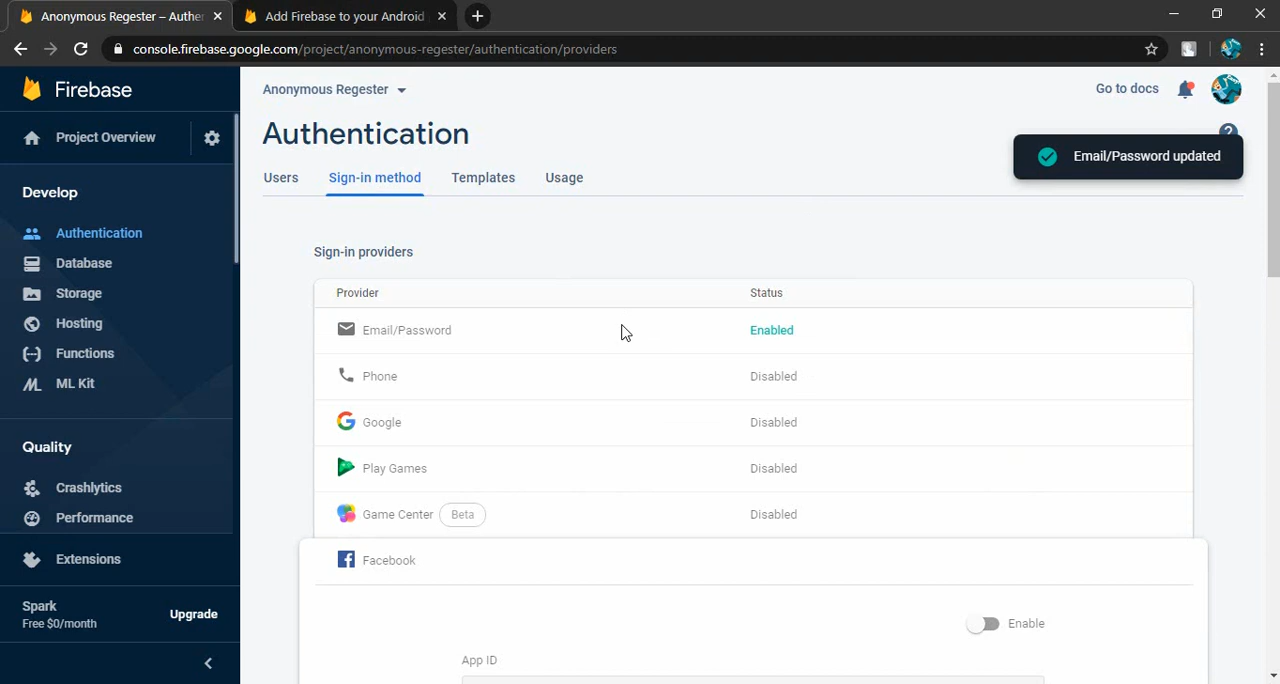 Anonymous Regester – Auther
Add Firebase to your Android
console.firebase.google.com/project/anonymous-regester/authentication/providers
Firebase
Project Overview
Develop
Authentication
Database
Storage
Hosting
Functions
ML Kit
Quality
Crashlytics
Performance
Extensions
Spark
Free $0/month
Upgrade
Anonymous Regester
Go to docs
Authentication
?
Email/Password updated
Users Sign-in method Templates Usage
Sign-in providers
Provider Status
Email/Password Enabled
Phone Disabled
Google Disabled
Play Games Disabled
Game Center Beta Disabled
Facebook
Enable
App ID